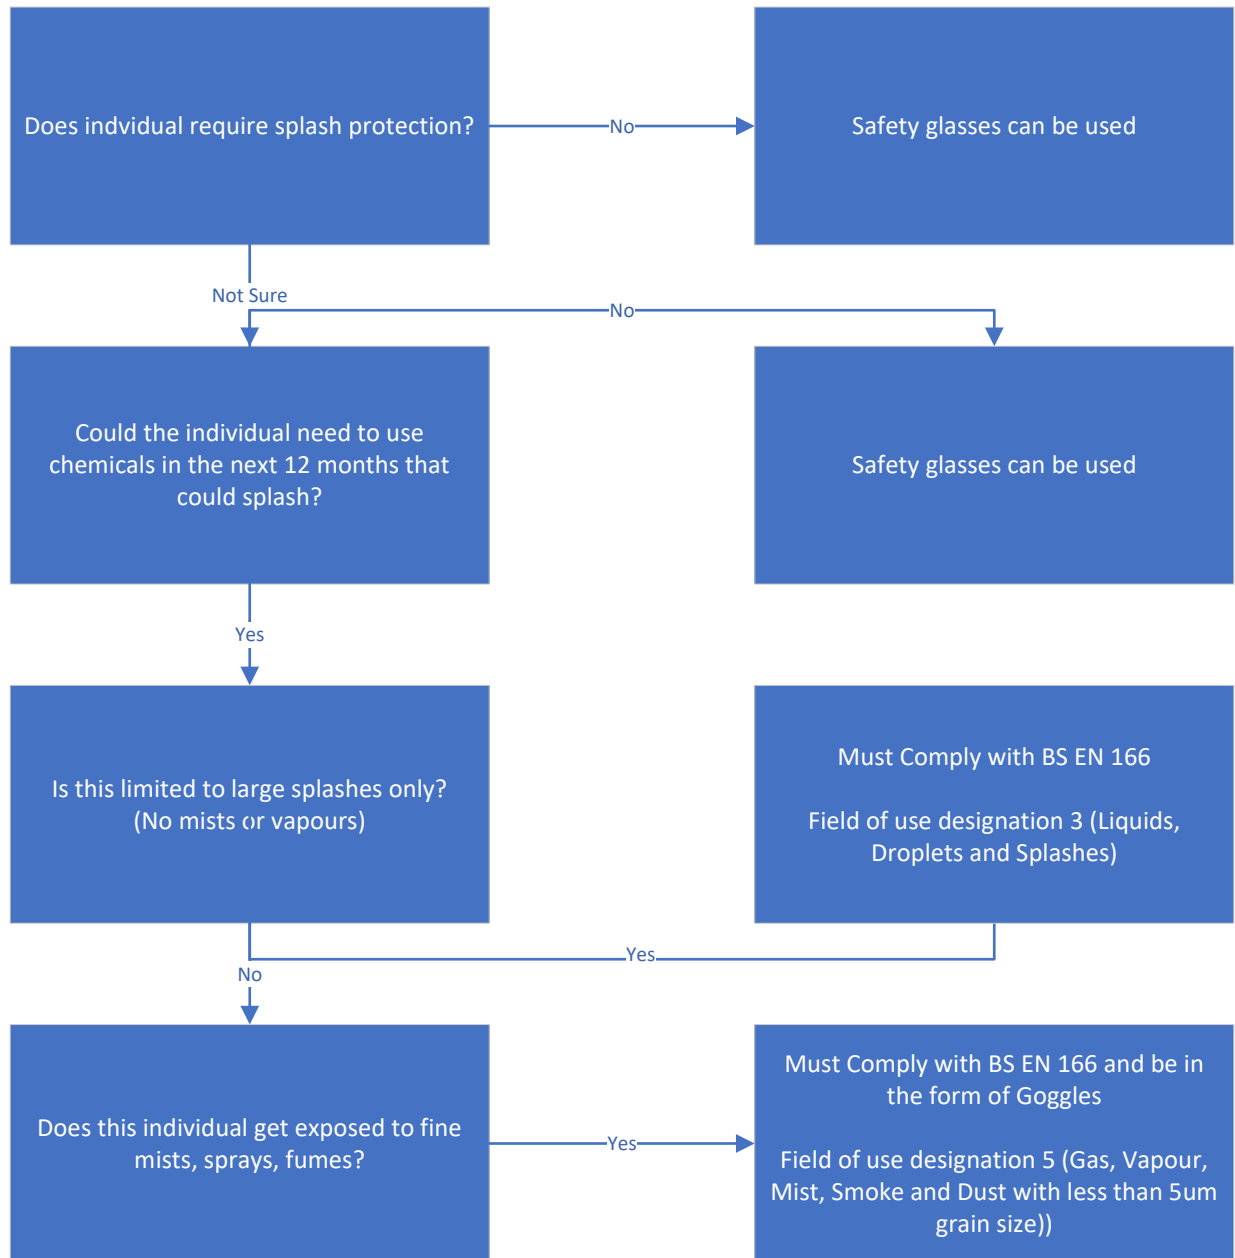 Does indvidual require splash protection?
No
Safety glasses can be used
Not Sure
No
Could the individual need to use
chemicals in the next 12 months that
could splash?
Safety glasses can be used
Yes
Is this limited to large splashes only?
(No mists or vapours)
Must Comply with BS EN 166
Field of use designation 3 (Liquids,
Droplets and Splashes)
Yes
No
Does this individual get exposed to fine
mists, sprays, fumes?
Yes
Must Comply with BS EN 166 and be in
the form of Goggles
Field of use designation 5 (Gas, Vapour,
Mist, Smoke and Dust with less than 5um
grain size))